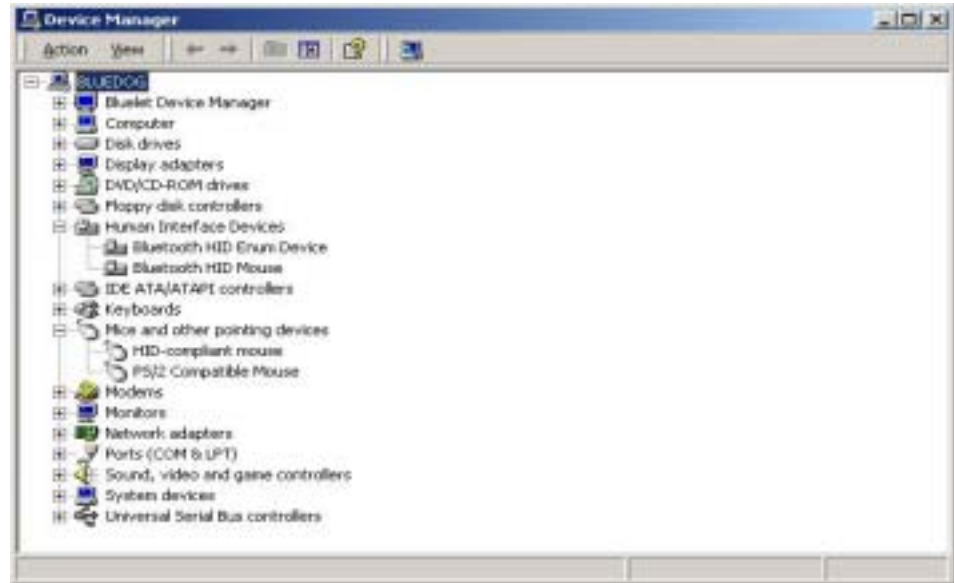 Device Manager
Action View
BLUEDOG
Bluelet Device Manager
Computer
Disk drives
Display adapters
DVD/CD-ROM drives
Floppy disk controllers
Human Interface Devices
Bluetooth HID Enum Device
Bluetooth HID Mouse
IDE ATA/ATAPI controllers
Keyboards
Mice and other pointing devices
HID-compliant mouse
PS/2 Compatible Mouse
Modems
Monitors
Network adapters
Ports (COM & LPT)
Sound, video and game controllers
System devices
Universal Serial Bus controllers